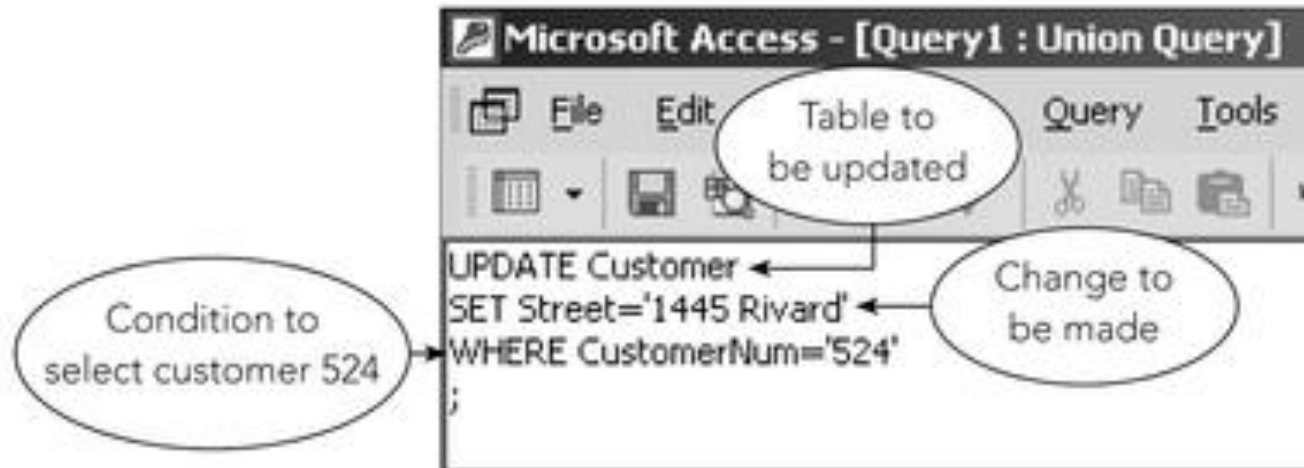 Microsoft Access - [Query1 : Union Query]
File Edit Query Tools
Table to
be updated
UPDATE Customer
SET Street='1445 Rivard'
WHERE CustomerNum='524'
;
Change to
be made
Condition to
select customer 524